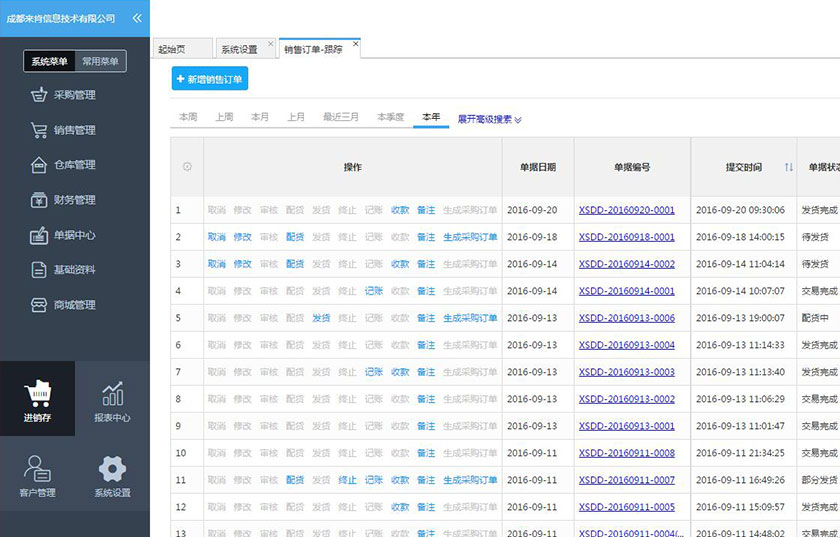 成都来肯信息技术有限公司 «
系统菜单 常用菜单
采购管理
销售管理
仓库管理
财务管理
单据中心
基础资料
商城管理
进销存 报表中心
客户管理 系统设置
起始页 系统设置 × 销售订单-跟踪 ×
+ 新增销售订单
本周 上周 本月 上月 最近三月 本季度 本年 展开高级搜索
操作 单据日期 单据编号 提交时间 单据状态
1 取消 修改 审核 配货 发货 终止 记账 收款 备注 生成采购订单 2016-09-20 XSDD-20160920-0001 2016-09-20 09:30:06 发货完成
2 取消 修改 审核 配货 发货 终止 记账 收款 备注 生成采购订单 2016-09-18 XSDD-20160918-0001 2016-09-18 14:00:15 待发货
3 取消 修改 审核 配货 发货 终止 记账 收款 备注 生成采购订单 2016-09-14 XSDD-20160914-0002 2016-09-14 11:04:14 待发货
4 取消 修改 审核 配货 发货 终止 记账 收款 备注 生成采购订单 2016-09-14 XSDD-20160914-0001 2016-09-14 10:07:07 交易完成
5 取消 修改 审核 配货 发货 终止 记账 收款 备注 生成采购订单 2016-09-13 XSDD-20160913-0006 2016-09-13 19:00:07 配货中
6 取消 修改 审核 配货 发货 终止 记账 收款 备注 生成采购订单 2016-09-13 XSDD-20160913-0004 2016-09-13 11:14:33 发货完成
7 取消 修改 审核 配货 发货 终止 记账 收款 备注 生成采购订单 2016-09-13 XSDD-20160913-0003 2016-09-13 11:13:40 发货完成
8 取消 修改 审核 配货 发货 终止 记账 收款 备注 生成采购订单 2016-09-13 XSDD-20160913-0002 2016-09-13 11:06:29 交易完成
9 取消 修改 审核 配货 发货 终止 记账 收款 备注 生成采购订单 2016-09-13 XSDD-20160913-0001 2016-09-13 11:01:47 交易完成
10 取消 修改 审核 配货 发货 终止 记账 收款 备注 生成采购订单 2016-09-11 XSDD-20160911-0008 2016-09-11 21:34:25 交易完成
11 取消 修改 审核 配货 发货 终止 记账 收款 备注 生成采购订单 2016-09-11 XSDD-20160911-0007 2016-09-11 16:49:26 部分发货
12 取消 修改 审核 配货 发货 终止 记账 收款 备注 生成采购订单 2016-09-11 XSDD-20160911-0005 2016-09-11 15:09:57 发货完成
13 取消 修改 审核 配货 发货 终止 记账 收款 备注 生成采购订单 2016-09-11 XSDD-20160911-0004(... 2016-09-11 14:48:02 交易完成